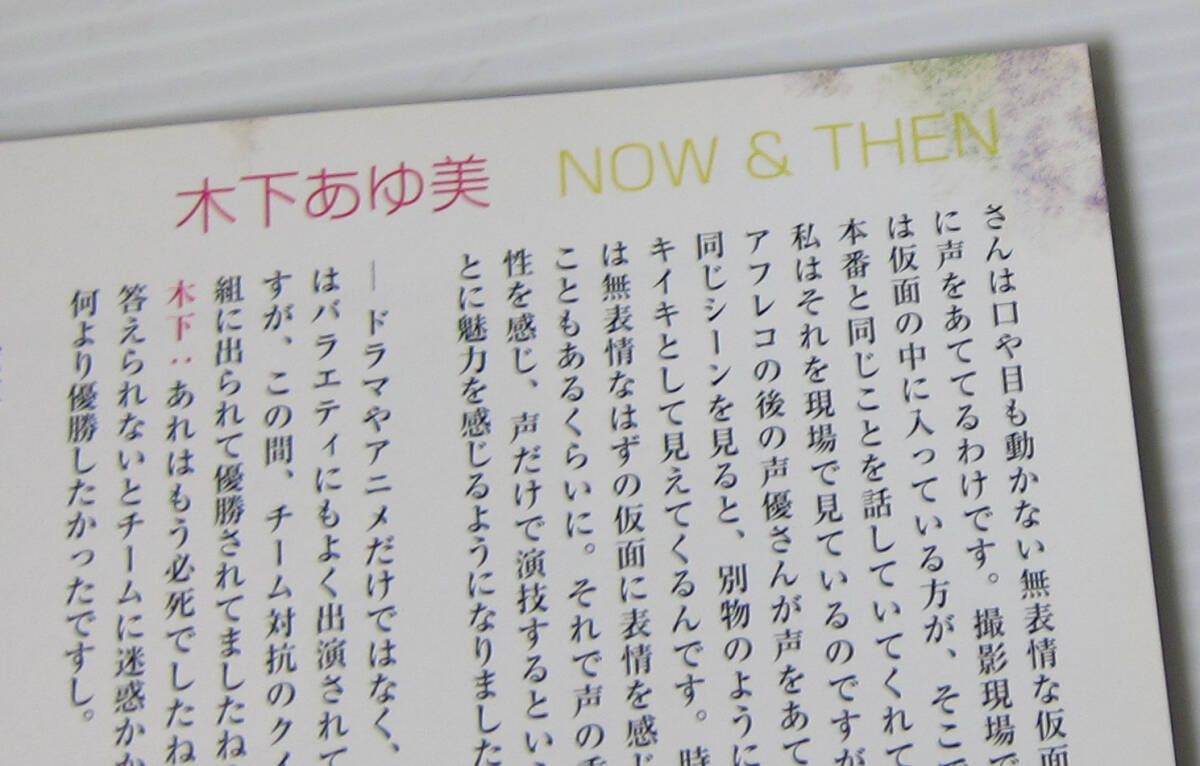 木下あゆ美 NOW & THEN
さんは口や目も動かない無表情な仮面
に声をあててるわけです。撮影現場で
は仮面の中に入っている方が、そこで
本番と同じことを話していてくれて
私はそれを現場で見ているのですが
アフレコの後の声優さんが声をあて
同じシーンを見ると、別物のように
キイキとして見えてくるんです。時
は無表情なはずの仮面に表情を感じ
こともあるくらいに。それで声の
性を感じ、声だけで演技するとい
とに魅力を感じるようになりました
―ドラマやアニメだけではなく、
はバラエティにもよく出演されて
すが、この間、チーム対抗のクイ
組に出られて優勝されてましたね
木下：あれはもう必死でしたね
答えられないとチームに迷惑かか
何より優勝したかったですし。